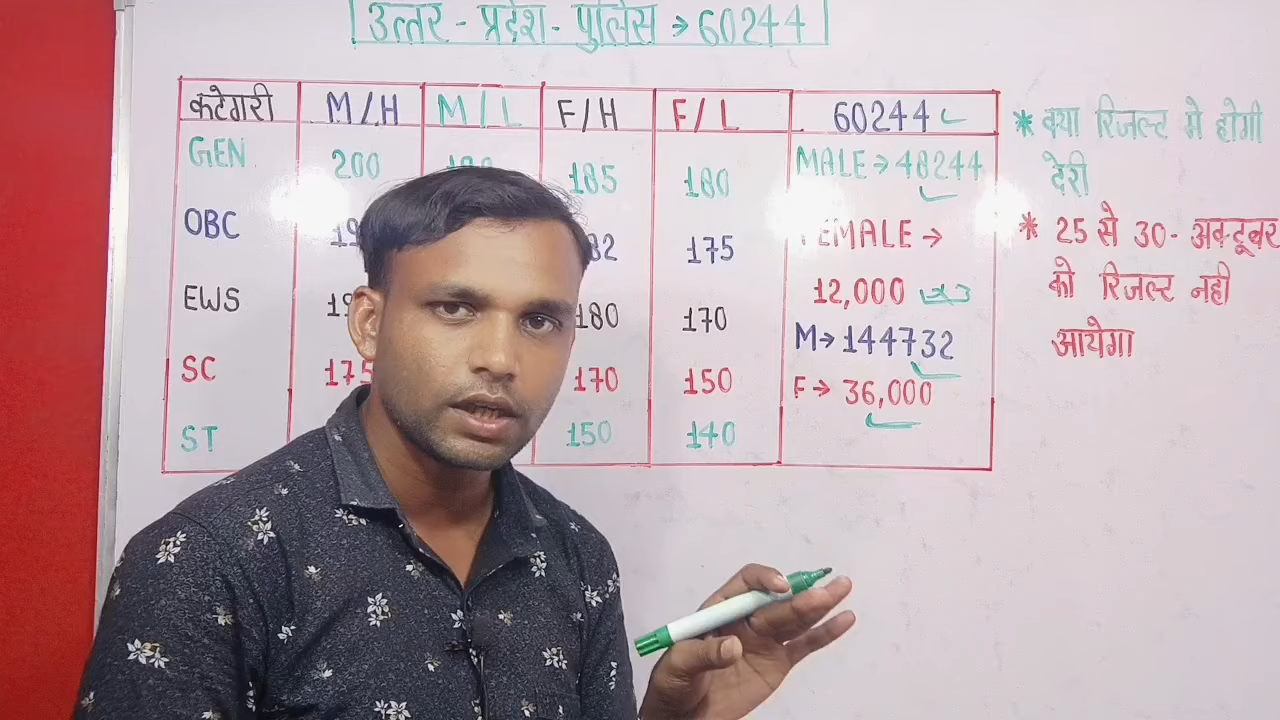 उत्तर - प्रदेश - पुलिस → 60244
कटेगरी M/H M/L F/H F/L 60244
GEN 200 185 180 MALE → 48244
OBC 175 FEMALE →
12,000
EWS 180 170
M → 144732
SC 175 170 150 F → 36,000
ST 150 140
* क्या रिजल्ट मे होगी
देरी
* 25 से 30 - अक्टूबर
को रिजल्ट नही
आयेगा